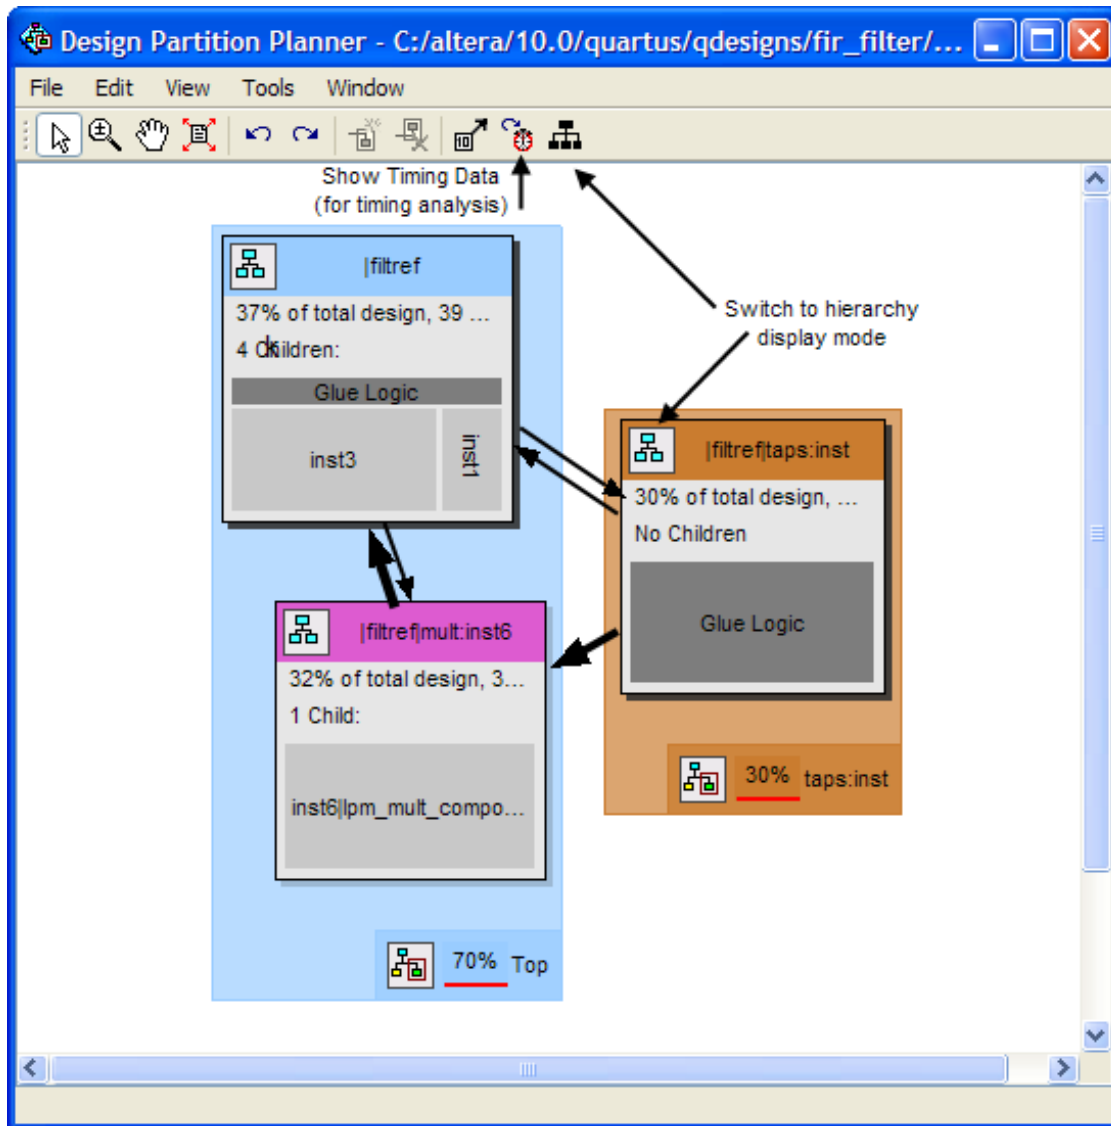 Design Partition Planner - C:/altera/10.0/quartus/qdesigns/fir_filter/...
File Edit View Tools Window
10
Show Timing Data
(for timing analysis)
|filtref
37% of total design, 39 ...
4 Children:
Glue Logic
inst3
inst1
Switch to hierarchy
display mode
|filtref|taps:inst
30% of total design, ...
No Children
Glue Logic
30% taps:inst
|filtref|mult:inst6
32% of total design, 3...
1 Child:
inst6|lpm_mult_compo...
70% Top